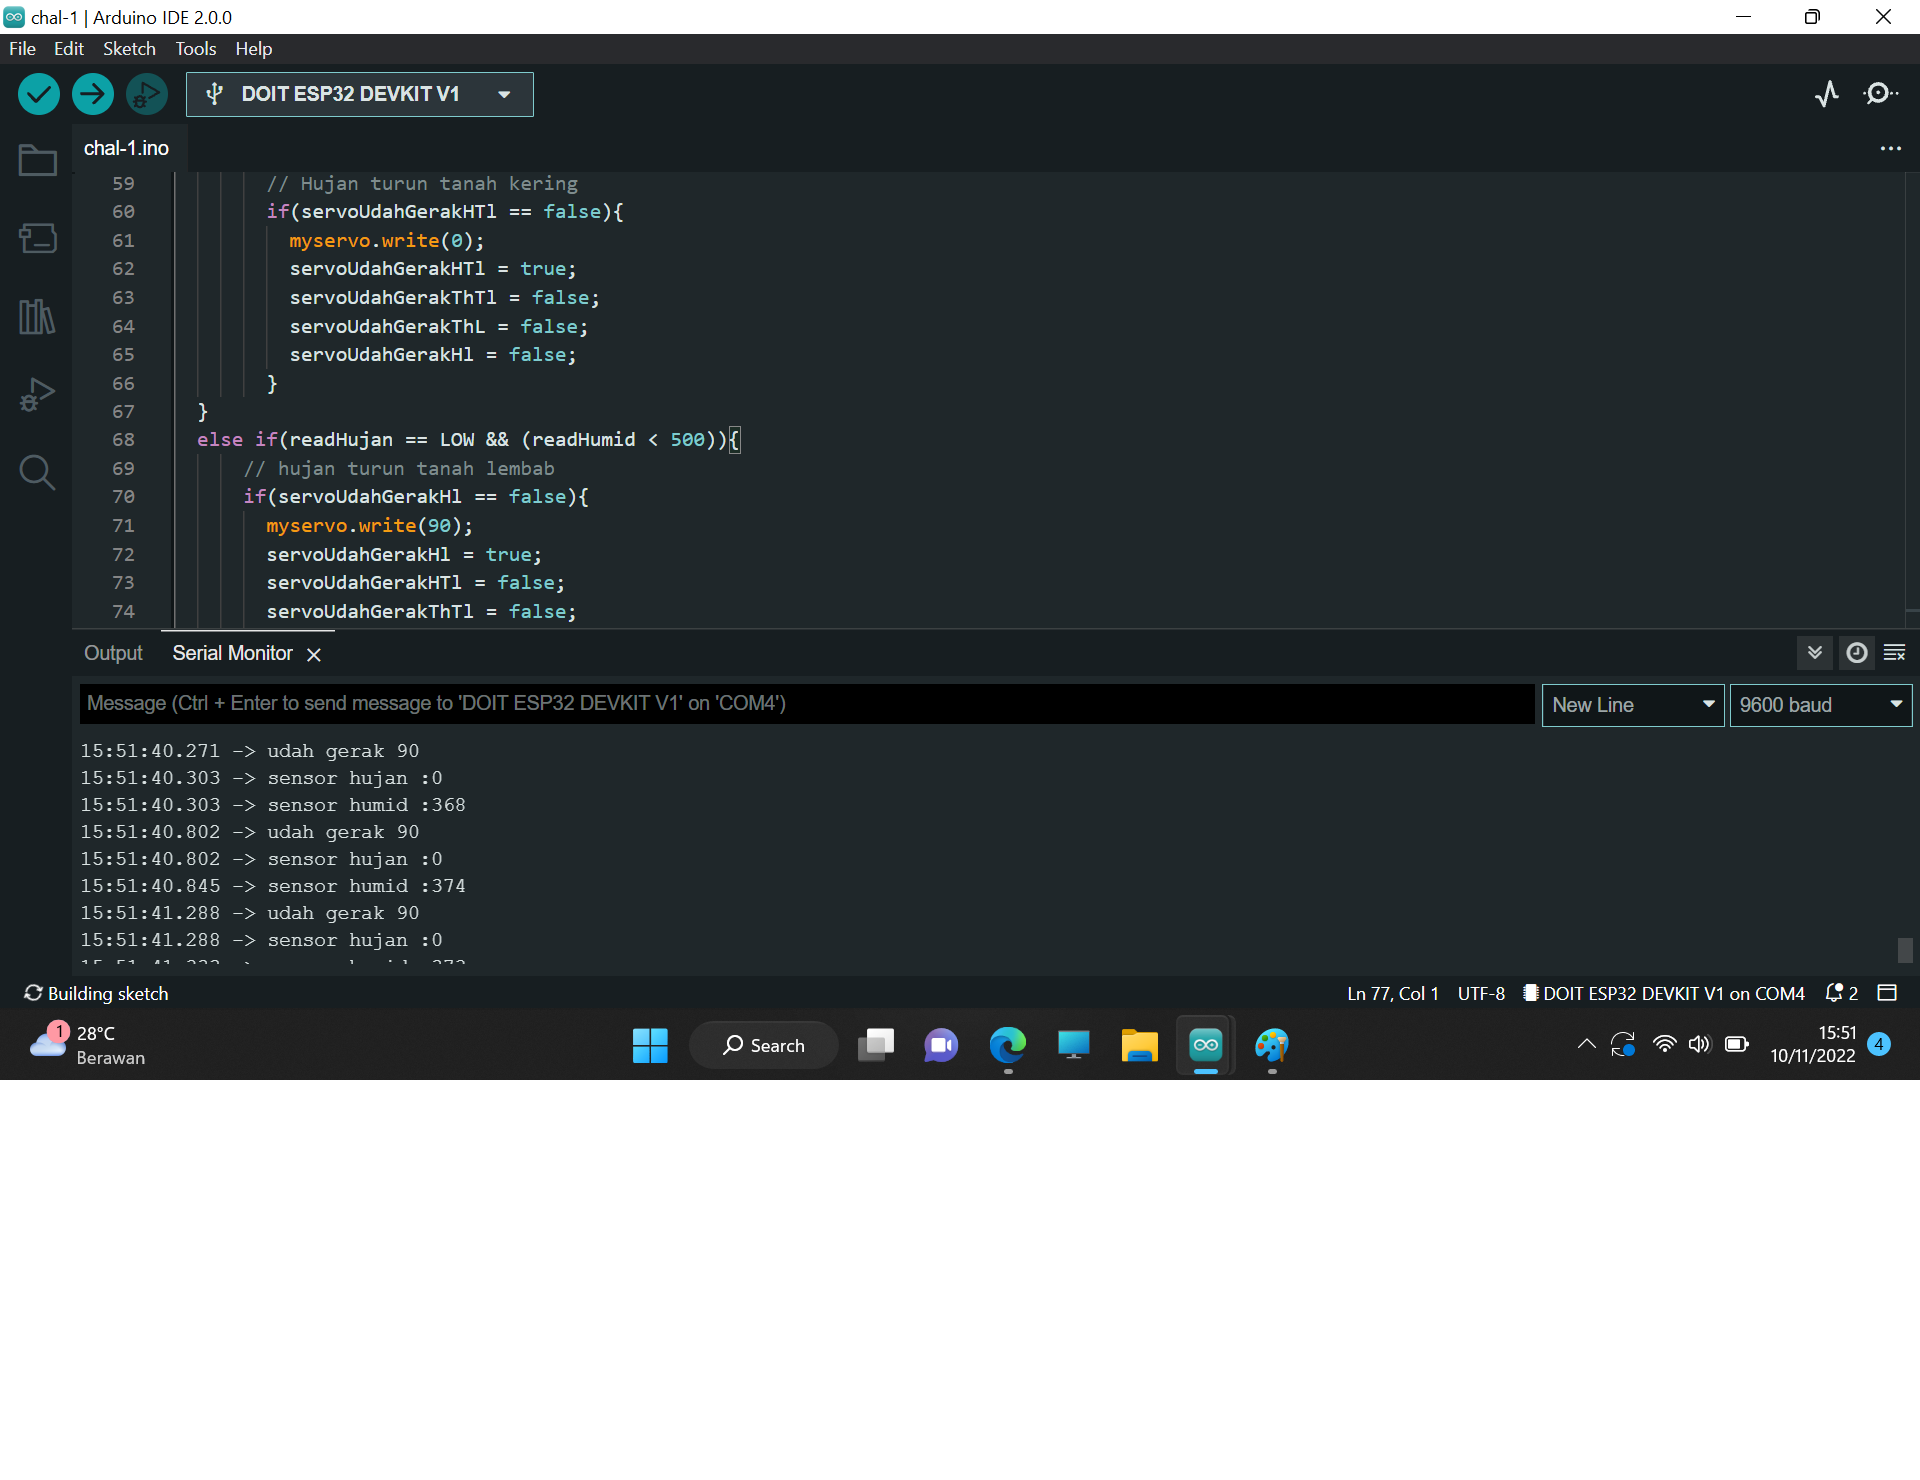 chal-1 | Arduino IDE 2.0.0
File Edit Sketch Tools Help
DOIT ESP32 DEVKIT V1
chal-1.ino
59 // Hujan turun tanah kering
60 if(servoUdahGerakHTl == false){
61 myservo.write(0);
62 servoUdahGerakHTl = true;
63 servoUdahGerakThTl = false;
64 servoUdahGerakThL = false;
65 servoUdahGerakHl = false;
66 }
67 }
68 else if(readHujan == LOW && (readHumid < 500)){
69 // hujan turun tanah lembab
70 if(servoUdahGerakHl == false){
71 myservo.write(90);
72 servoUdahGerakHl = true;
73 servoUdahGerakHTl = false;
74 servoUdahGerakThTl = false;
Output Serial Monitor
Message (Ctrl + Enter to send message to 'DOIT ESP32 DEVKIT V1' on 'COM4')
New Line 9600 baud
15:51:40.271 -> udah gerak 90
15:51:40.303 -> sensor hujan :0
15:51:40.303 -> sensor humid :368
15:51:40.802 -> udah gerak 90
15:51:40.802 -> sensor hujan :0
15:51:40.845 -> sensor humid :374
15:51:41.288 -> udah gerak 90
15:51:41.288 -> sensor hujan :0
Building sketch
Ln 77, Col 1 UTF-8 DOIT ESP32 DEVKIT V1 on COM4 2
1 28°C
Berawan
Search
15:51
10/11/2022
4